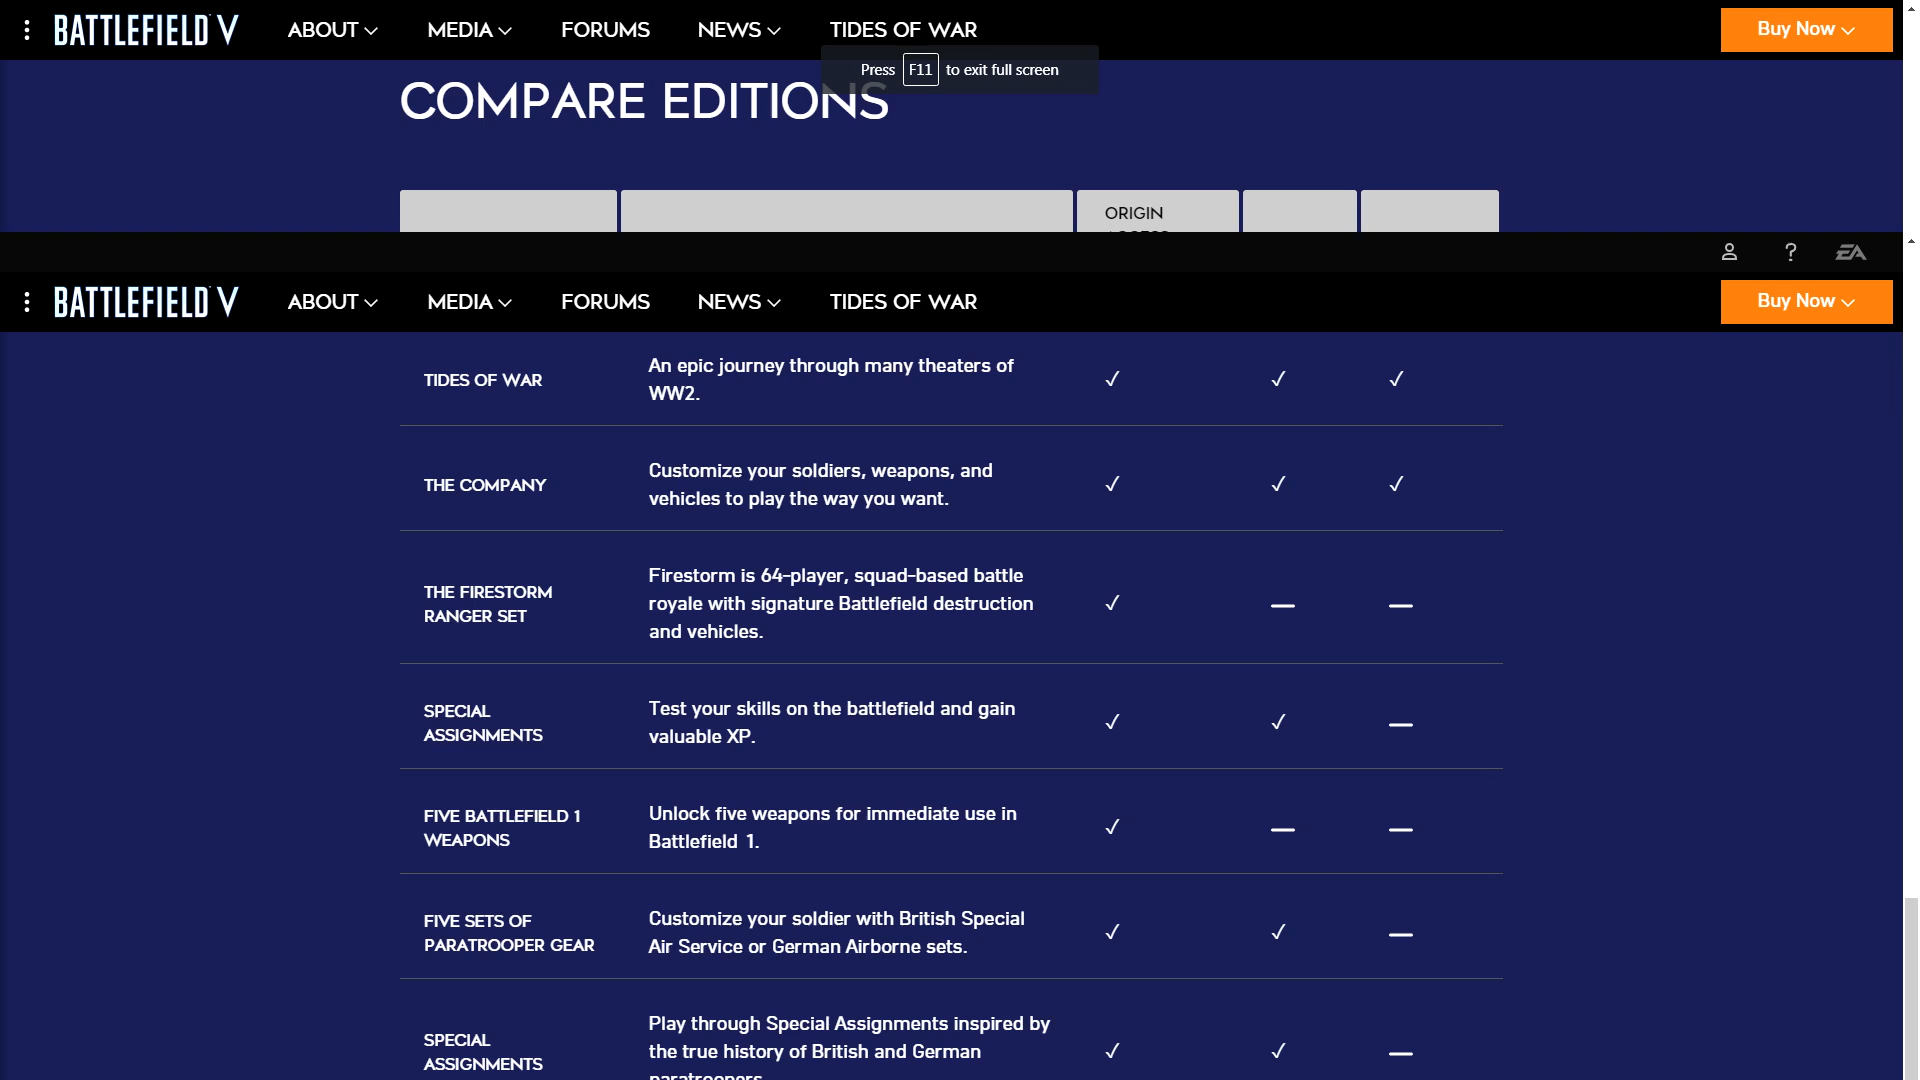 BATTLEFIELD V ABOUT MEDIA FORUMS NEWS TIDES OF WAR Buy Now
Press F11 to exit full screen
COMPARE EDITIONS
ORIGIN
EA
BATTLEFIELD V ABOUT MEDIA FORUMS NEWS TIDES OF WAR Buy Now
TIDES OF WAR
An epic journey through many theaters of
WW2.
THE COMPANY
Customize your soldiers, weapons, and
vehicles to play the way you want.
THE FIRESTORM
RANGER SET
Firestorm is 64-player, squad-based battle
royale with signature Battlefield destruction
and vehicles.
SPECIAL
ASSIGNMENTS
Test your skills on the battlefield and gain
valuable XP.
FIVE BATTLEFIELD 1
WEAPONS
Unlock five weapons for immediate use in
Battlefield 1.
FIVE SETS OF
PARATROOPER GEAR
Customize your soldier with British Special
Air Service or German Airborne sets.
SPECIAL
ASSIGNMENTS
Play through Special Assignments inspired by
the true history of British and German
paratroopers.